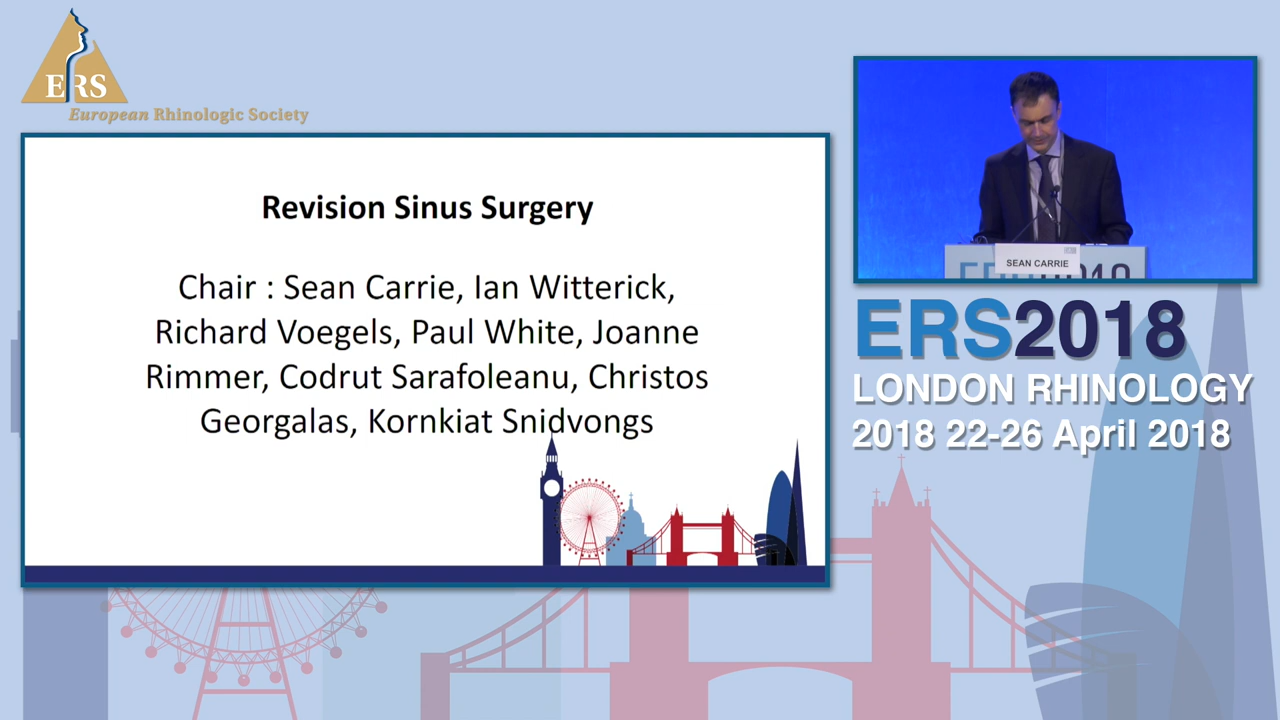 ERS
European Rhinologic Society
Revision Sinus Surgery
Chair : Sean Carrie, Ian Witterick,
Richard Voegels, Paul White, Joanne
Rimmer, Codrut Sarafoleanu, Christos
Georgalas, Kornkiat Snidvongs
SEAN CARRIE
ERS2018
LONDON RHINOLOGY
2018 22-26 April 2018